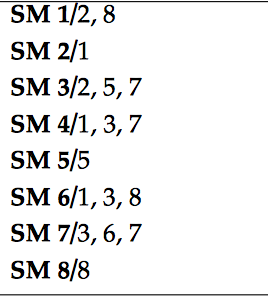 SM 1/2, 8
SM 2/1
SM 3/2, 5, 7
SM 4/1, 3, 7
SM 5/5
SM 6/1, 3, 8
SM 7/3, 6, 7
SM 8/8